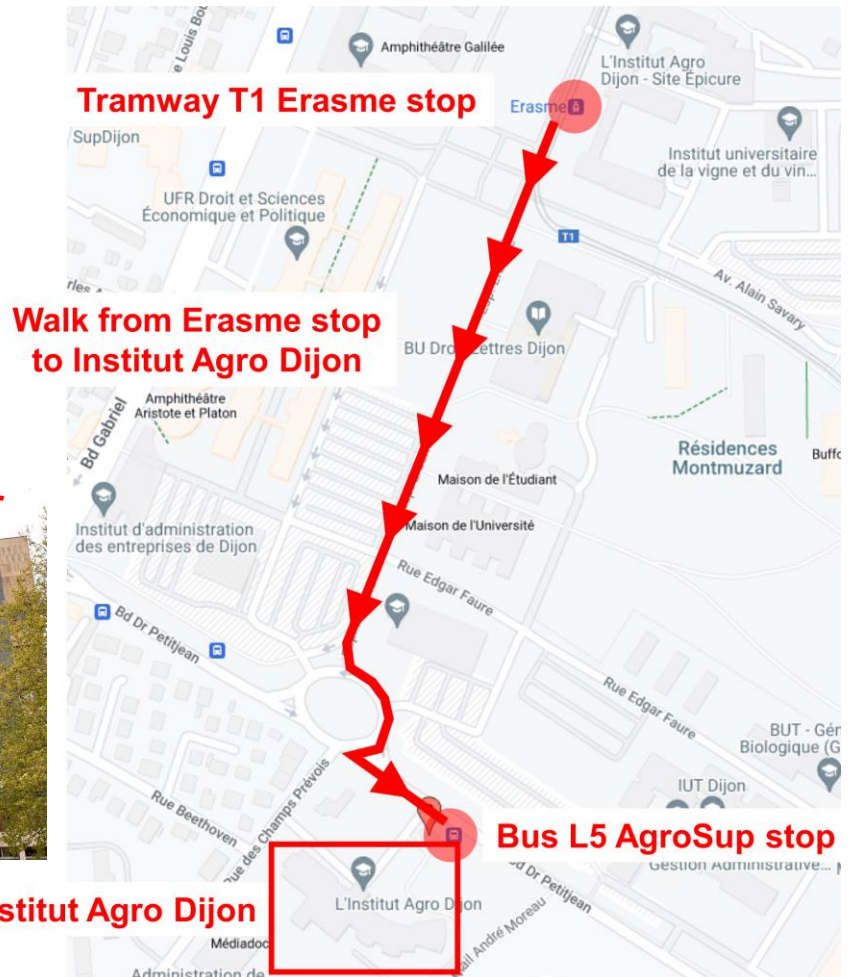 Amphithéâtre Galilée
L'Institut Agro
Dijon - Site Épicure
Tramway T1 Erasme stop
Erasme
SupDijon
Institut universitaire
de la vigne et du vin...
UFR Droit et Sciences
Économique et Politique
T1
Av. Alain Savary
Walk from Erasme stop
to Institut Agro Dijon
BU Droit Lettres Dijon
Amphithéâtre
Aristote et Platon
Bd Gabriel
Résidences
Montmuzard
Maison de l'Étudiant
Institut d'administration
des entreprises de Dijon
Maison de l'Université
Rue Edgar Faure
Bd Dr Petitjean
Rue Edgar Faure
BUT - Gén
Biologique (G
IUT Dijon
Rue Beethoven
Rue des Champs Prévois
Bus L5 AgroSup stop
Gestion Administrative...
Bd Dr Petitjean
stitut Agro Dijon
L'Institut Agro Dijon
Mail André Moreau
Médiadoc
Administration de